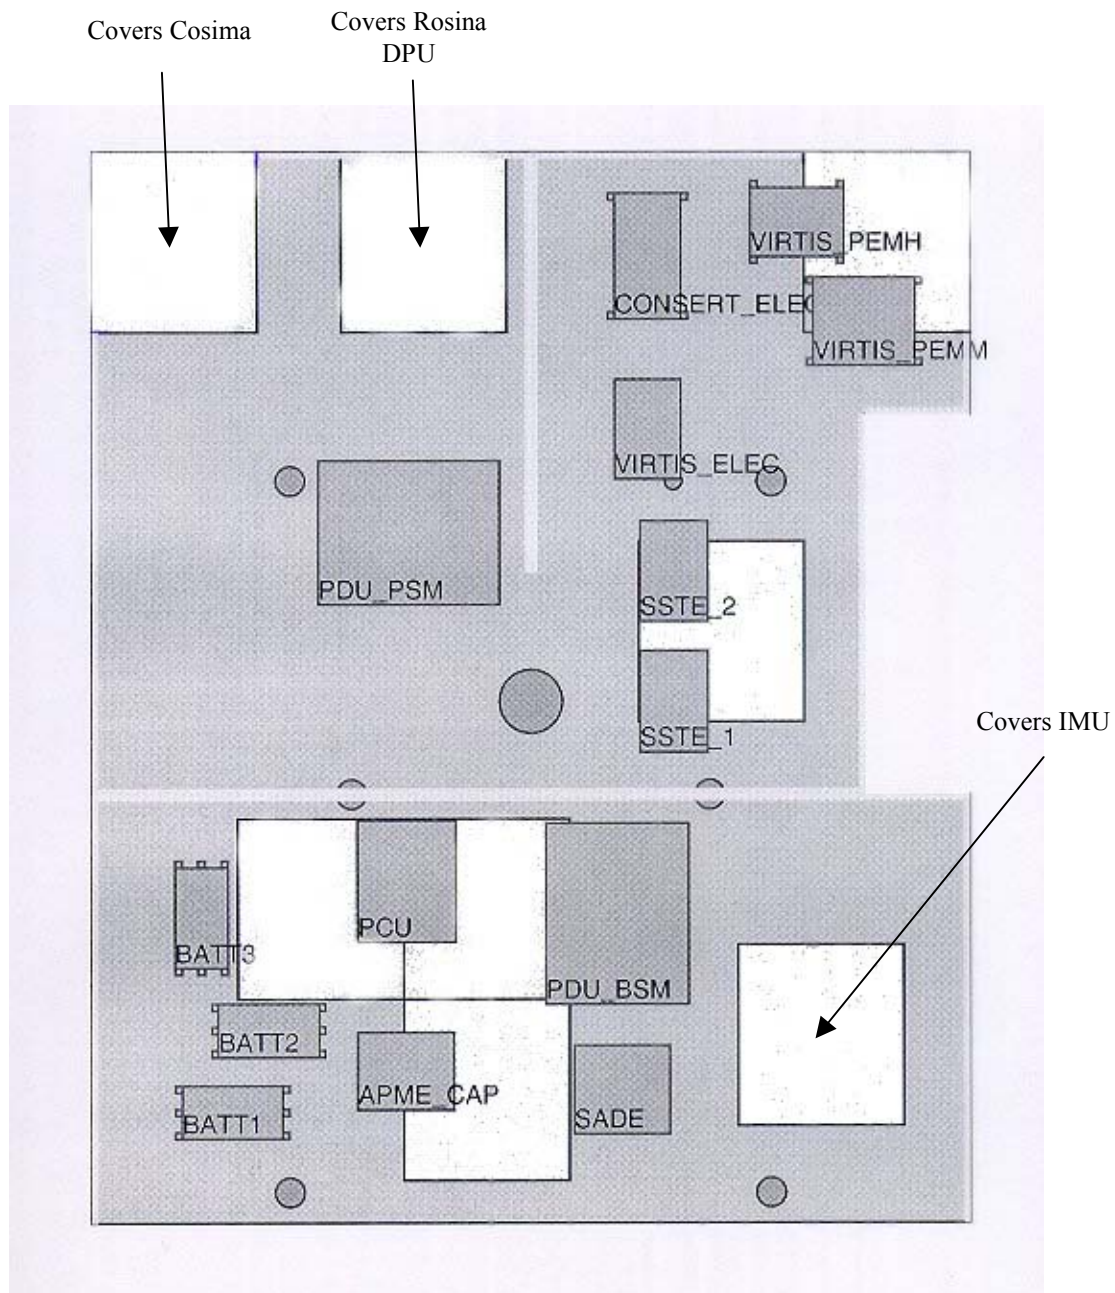 Covers Cosima
Covers Rosina
DPU
VIRTIS_PEMH
CONSERT_ELEC
VIRTIS_PEMM
VIRTIS_ELEC
PDU_PSM
SSTE_2
SSTE_1
Covers IMU
PCU
BATT3
PDU_BSM
BATT2
APME_CAP
SADE
BATT1